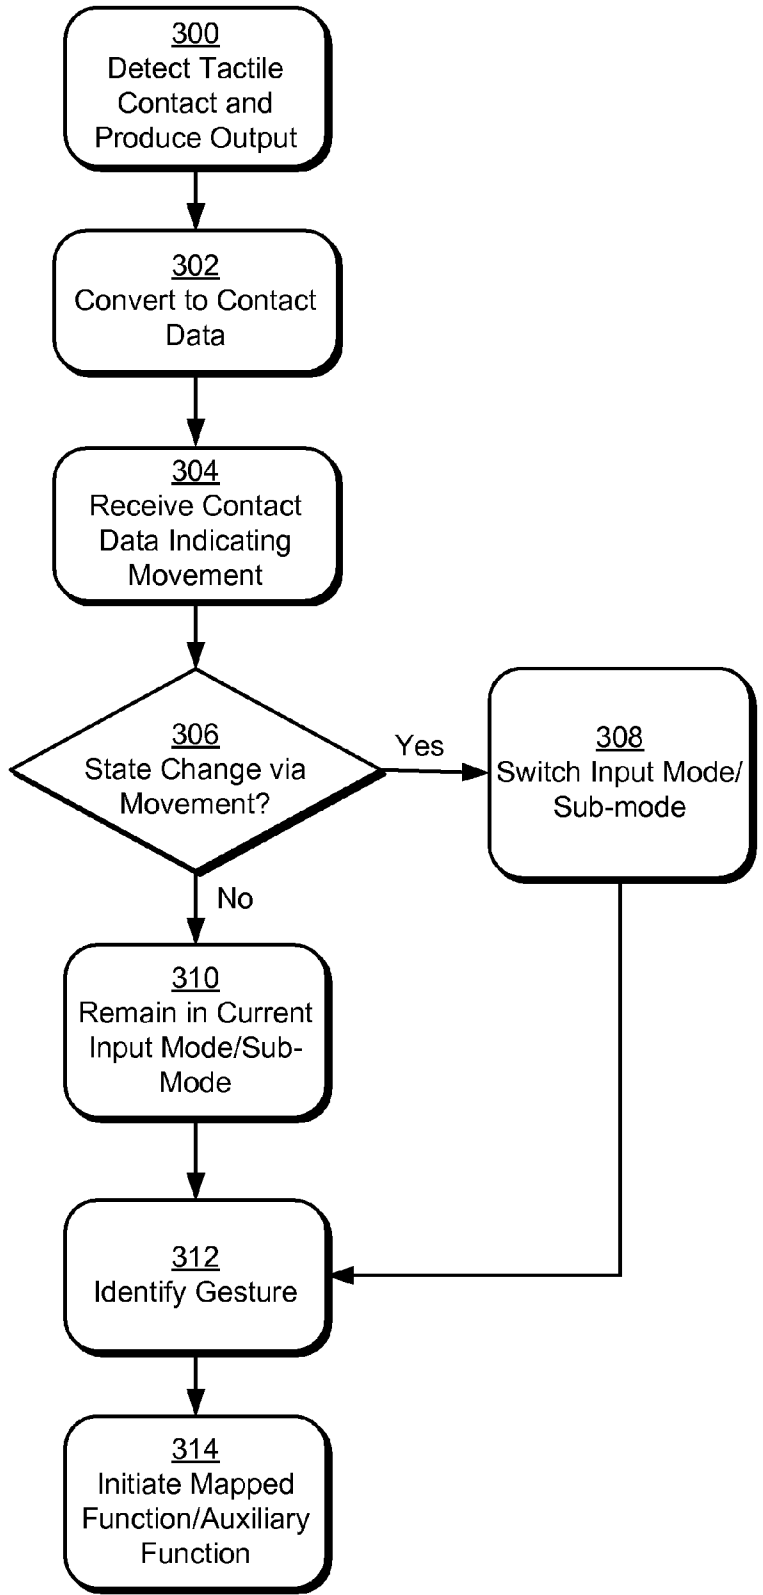 300
Detect Tactile
Contact and
Produce Output
302
Convert to Contact
Data
304
Receive Contact
Data Indicating
Movement
306
State Change via
Movement?
Yes
308
Switch Input Mode/
Sub-mode
No
310
Remain in Current
Input Mode/Sub-
Mode
312
Identify Gesture
314
Initiate Mapped
Function/Auxiliary
Function